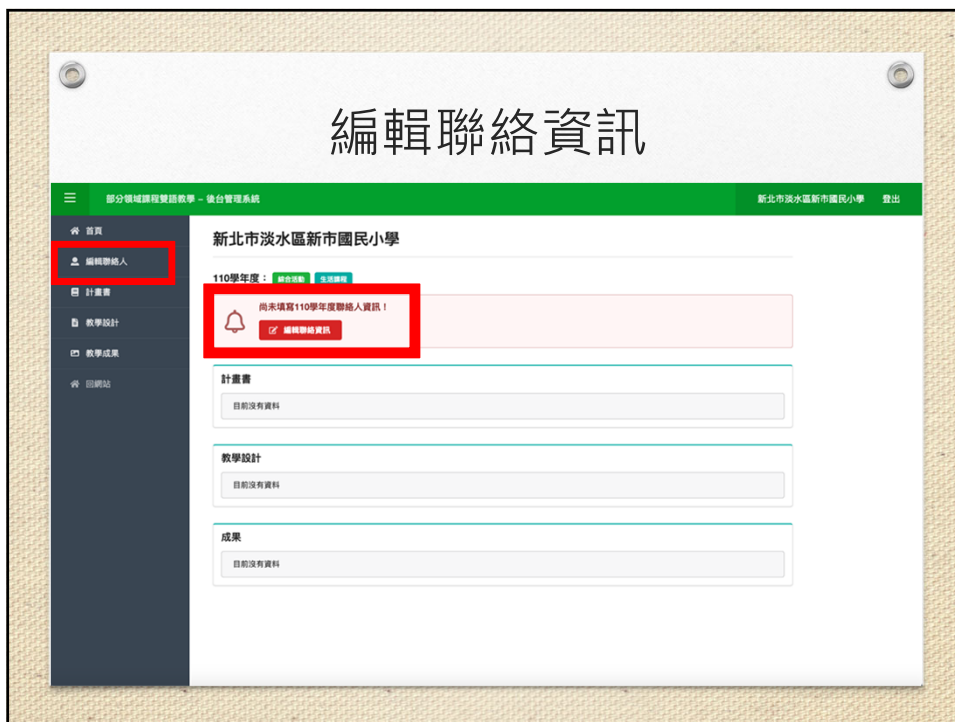 編輯聯絡資訊
部分領域課程雙語教學 – 後台管理系統
新北市淡水區新市國民小學 登出
首頁
編輯聯絡人
計畫書
教學設計
教學成果
回網站
新北市淡水區新市國民小學
110學年度： 綜合活動 生活課程
尚未填寫110學年度聯絡人資訊！
編輯聯絡資訊
計畫書
目前沒有資料
教學設計
目前沒有資料
成果
目前沒有資料